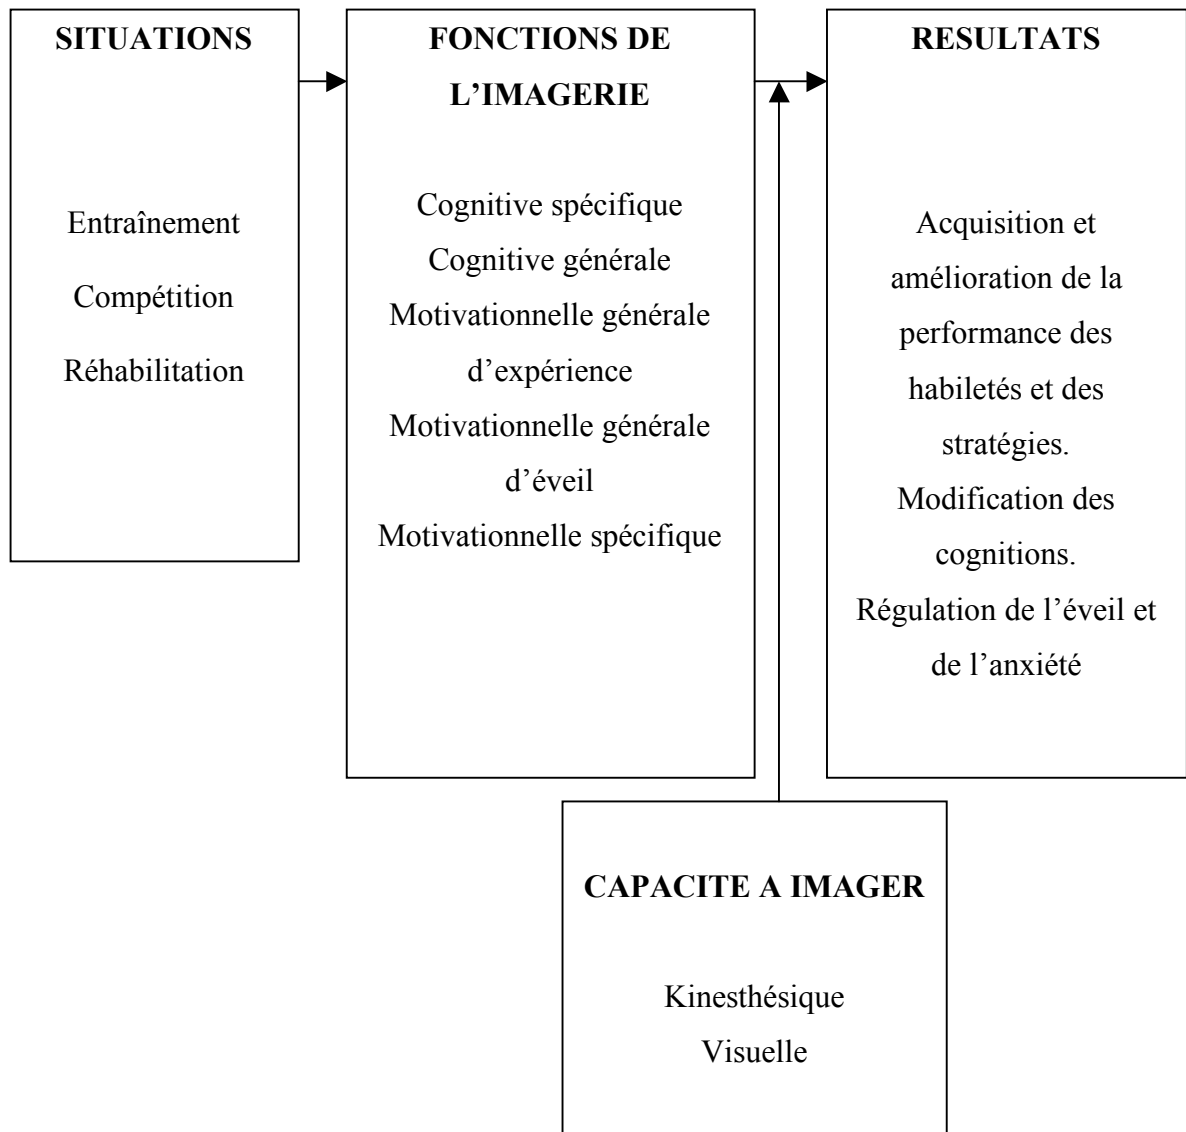 SITUATIONS
Entraînement
Compétition
Réhabilitation
FONCTIONS DE
L’IMAGERIE
Cognitive spécifique
Cognitive générale
Motivationnelle générale
d’expérience
Motivationnelle générale
d’éveil
Motivationnelle spécifique
RESULTATS
Acquisition et
amélioration de la
performance des
habiletés et des
stratégies.
Modification des
cognitions.
Régulation de l’éveil et
de l’anxiété
CAPACITE A IMAGER
Kinesthésique
Visuelle